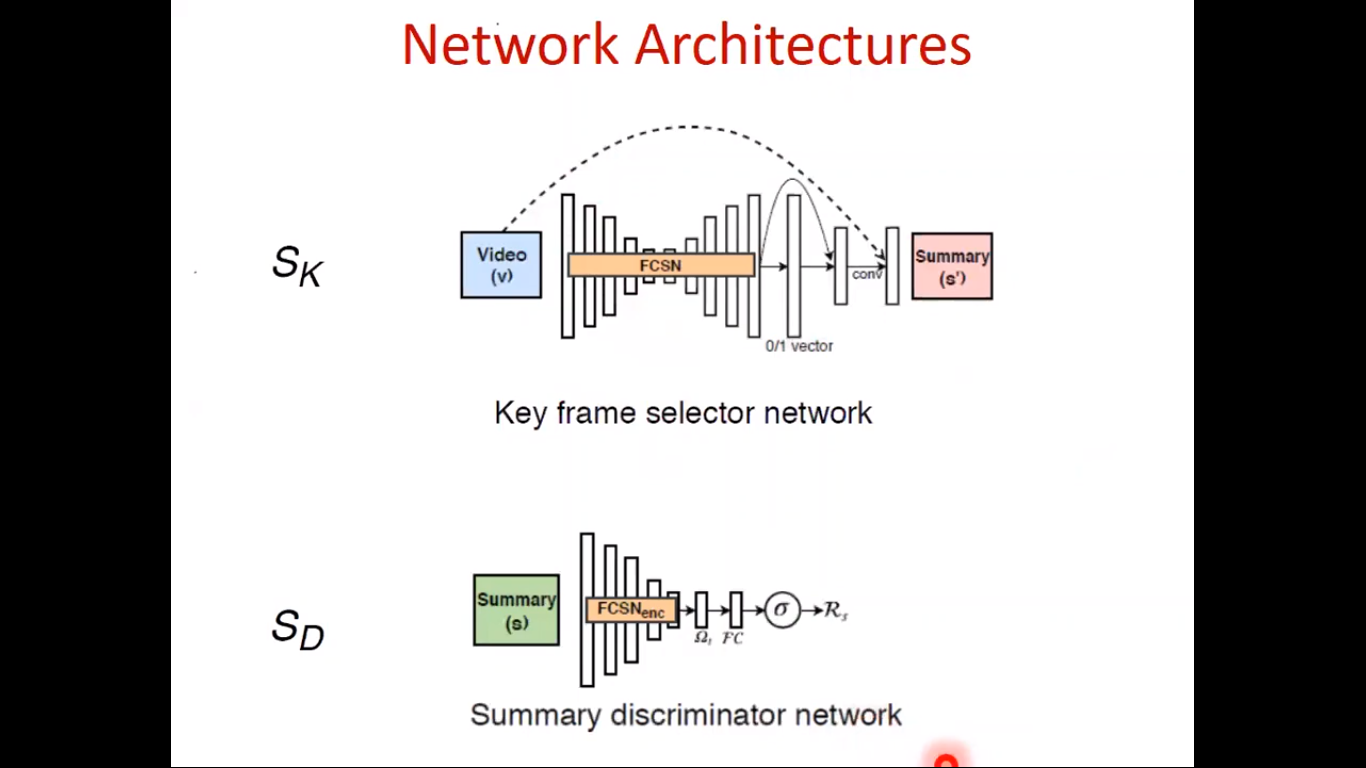 Network Architectures
S_K
Video
(v)
FCSN
conv
Summary
(s')
0/1 vector
Key frame selector network
S_D
Summary
(s)
FCSN_enc
σ
R_s
Ω_t FC
Summary discriminator network